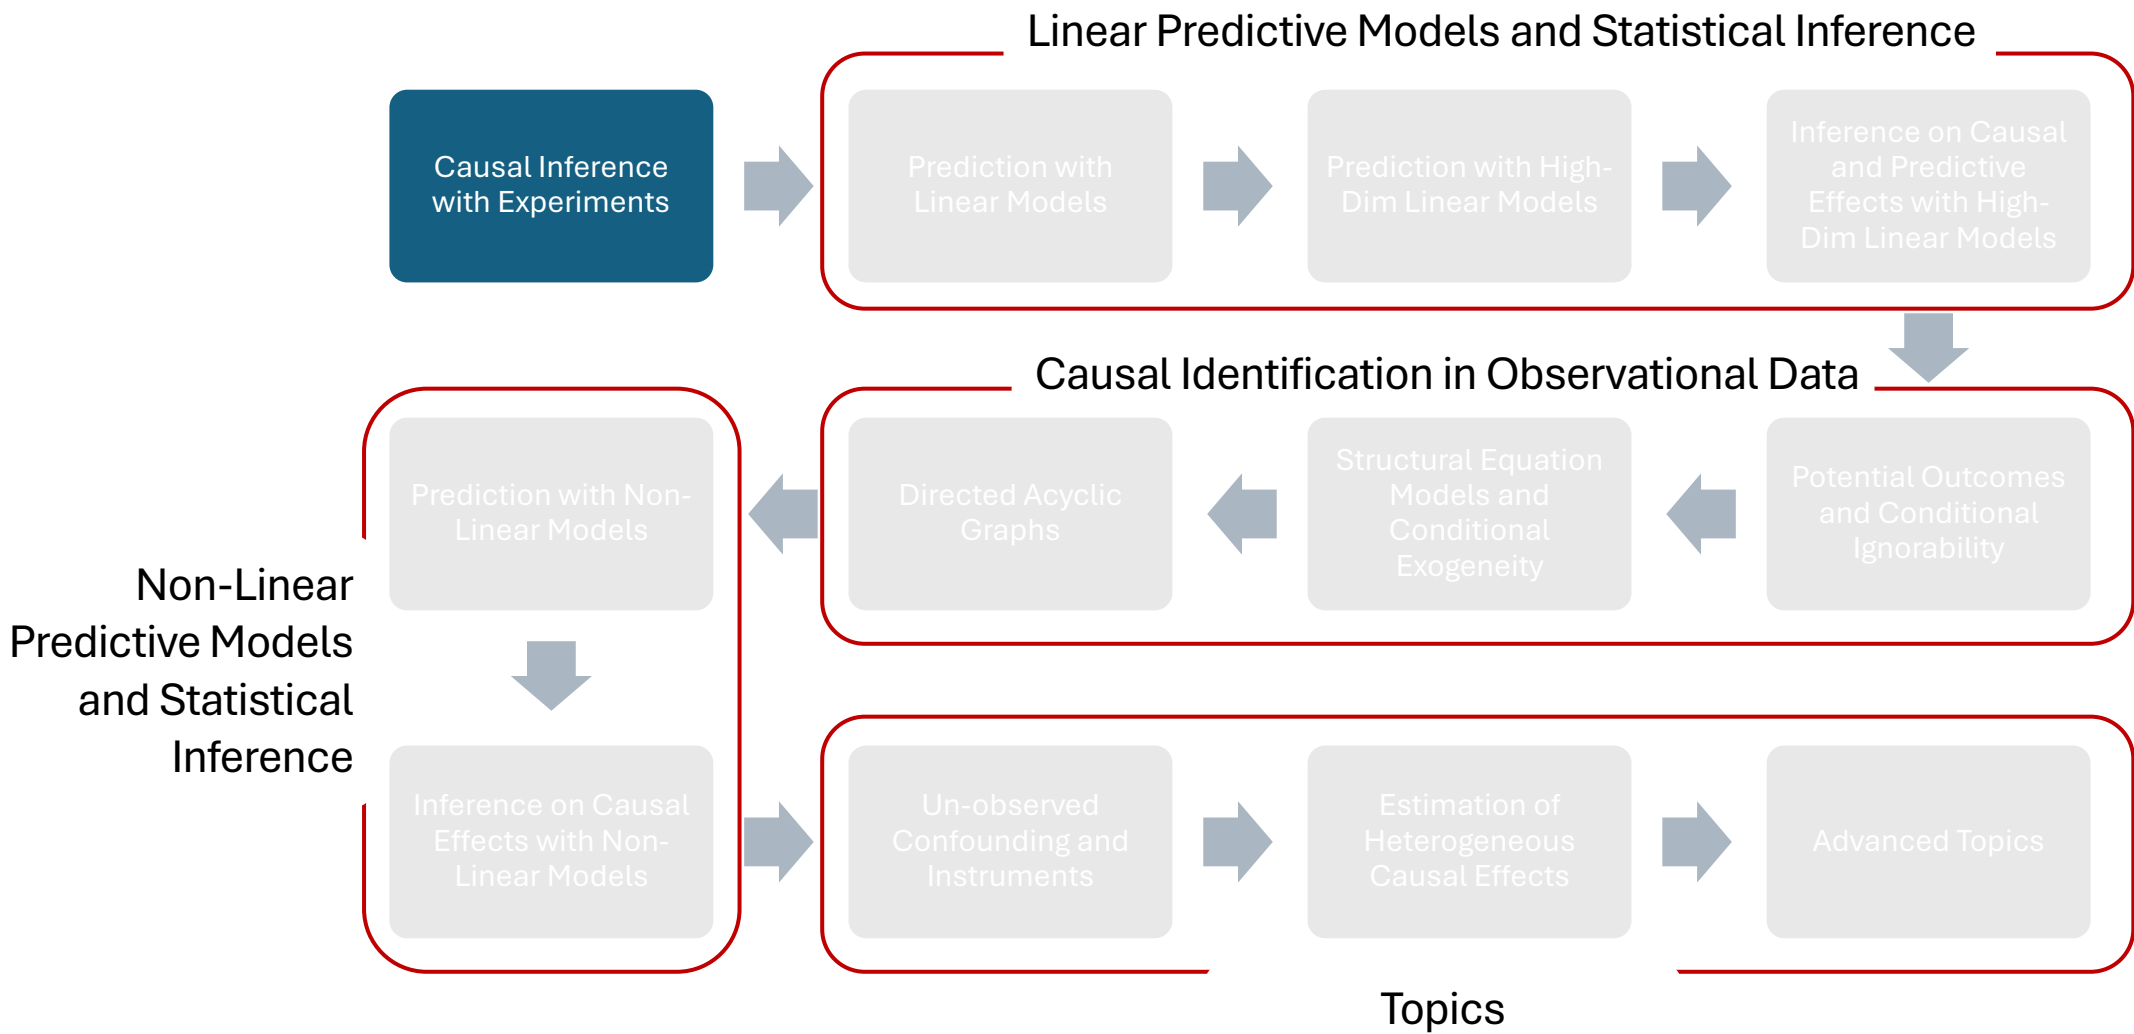 Linear Predictive Models and Statistical Inference
Causal Inference
with Experiments
Prediction with
Linear Models
Prediction with High-
Dim Linear Models
Inference on Causal
and Predictive
Effects with High-
Dim Linear Models
Causal Identification in Observational Data
Potential Outcomes
and Conditional
Ignorability
Structural Equation
Models and
Conditional
Exogeneity
Directed Acyclic
Graphs
Non-Linear
Predictive Models
and Statistical
Inference
Prediction with Non-
Linear Models
Inference on Causal
Effects with Non-
Linear Models
Un-observed
Confounding and
Instruments
Estimation of
Heterogeneous
Causal Effects
Advanced Topics
Topics